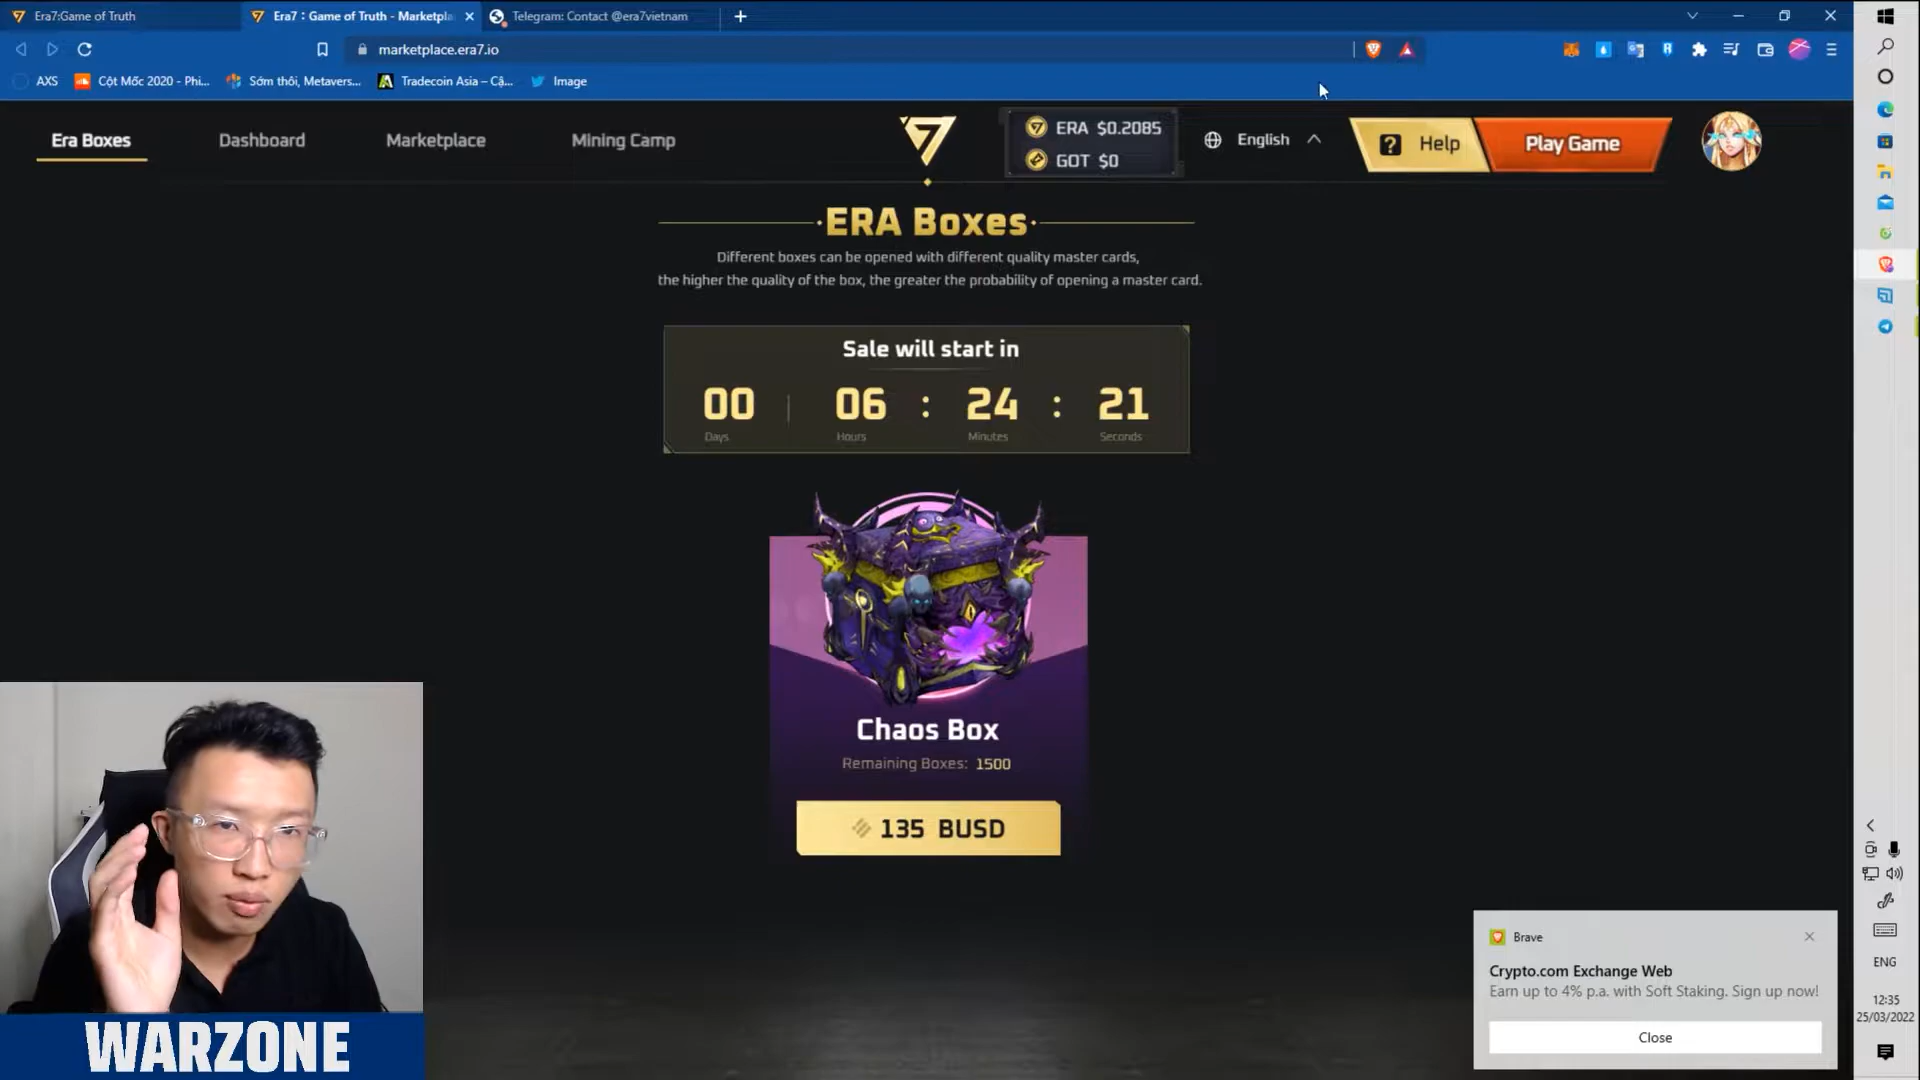 Era7:Game of Truth
Era7：Game of Truth - Marketpla
Telegram: Contact @era7vietnam
marketplace.era7.io
AXS
Cột Mốc 2020 - Phi...
Sớm thôi, Metavers...
Tradecoin Asia – Cậ...
Image
Era Boxes
Dashboard
Marketplace
Mining Camp
ERA $0.2085
GOT $0
English
? Help
Play Game
ERA Boxes
Different boxes can be opened with different quality master cards,
the higher the quality of the box, the greater the probability of opening a master card.
Sale will start in
00 06 : 24 : 21
Days Hours Minutes Seconds
Chaos Box
Remaining Boxes: 1500
135 BUSD
WARZONE
Brave
Crypto.com Exchange Web
Earn up to 4% p.a. with Soft Staking. Sign up now!
Close
ENG
12:35
25/03/2022